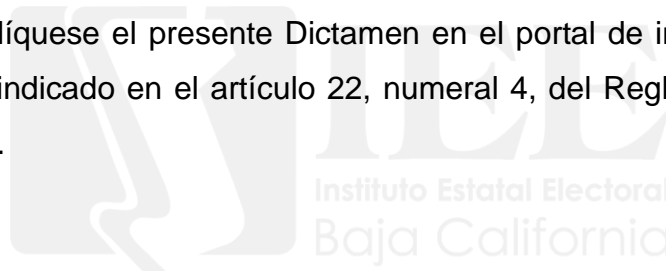 líquese el presente Dictamen en el portal de i
indicado en el artículo 22, numeral 4, del Regl
.
IEE
Instituto Estatal Electoral
Baja California